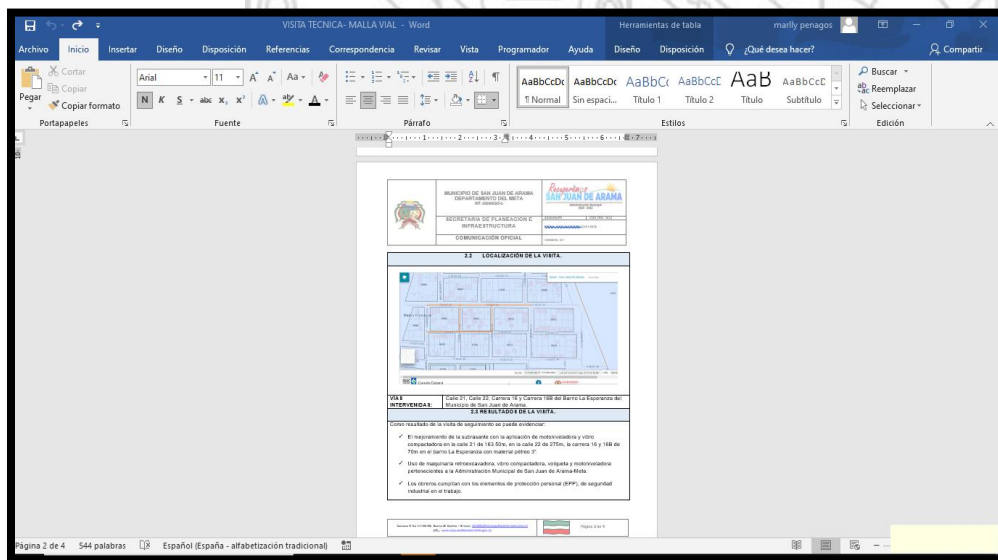 VISITA TECNICA- MALLA VIAL - Word
Herramientas de tabla
marlly penagos
Archivo Inicio Insertar Diseño Disposición Referencias Correspondencia Revisar Vista Programador Ayuda Diseño Disposición ¿Qué desea hacer? Compartir
Pegar
Cortar
Copiar
Copiar formato
Portapapeles
Arial 11
N K S abc x₂ x²
Fuente
Párrafo
AaBbCcDc AaBbCcDc AaBbCc AaBbCcE AaB AaBbCcC
¶ Normal Sin espaci... Título 1 Título 2 Título Subtítulo
Estilos
Buscar
Reemplazar
Seleccionar
Edición
MUNICIPIO DE SAN JUAN DE ARAMA
DEPARTAMENTO DEL META
SECRETARIA DE PLANEACION E
INFRAESTRUCTURA
COMUNICACIÓN OFICIAL
SAN JUAN DE ARAMA
2.2 LOCALIZACIÓN DE LA VISITA.
VIAS
INTERVENIDAS:
Calle 21, Calle 22, Carrera 16 y Carrera 16B del Barrio La Esperanza del
Municipio de San Juan de Arama.
2.3 RESULTADOS DE LA VISITA.
Como resultado de la visita de seguimiento se puede evidenciar:
✓ El mejoramiento de la subrasante con la aplicación de motoniveladora y vibro
compactadora en la calle 21 de 163.50m, en la calle 22 de 275m, la carrera 16 y 16B de
70m en el barrio La Esperanza con material pétreo 3".
✓ Uso de maquinaria retroexcavadora, vibro compactadora, volqueta y motoniveladora
pertenecientes a la Administración Municipal de San Juan de Arama-Meta.
✓ Los obreros cumplían con los elementos de protección personal (EPP), de seguridad
industrial en el trabajo.
Página 2 de 4 544 palabras Español (España - alfabetización tradicional)